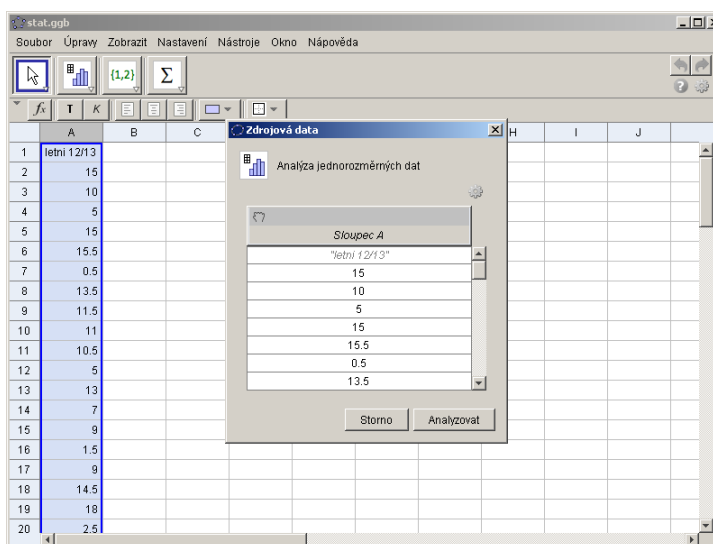 stat.ggb
Soubor Úpravy Zobrazit Nastavení Nástroje Okno Nápověda
{1,2} Σ
fx T K
A B C H I J
1 letni 12/13
2 15
3 10
4 5
5 15
6 15.5
7 0.5
8 13.5
9 11.5
10 11
11 10.5
12 5
13 13
14 7
15 9
16 1.5
17 9
18 14.5
19 18
20 2.5
Zdrojová data
Analýza jednorozměrných dat
Sloupec A
"letni 12/13"
15
10
5
15
15.5
0.5
13.5
Storno Analyzovat